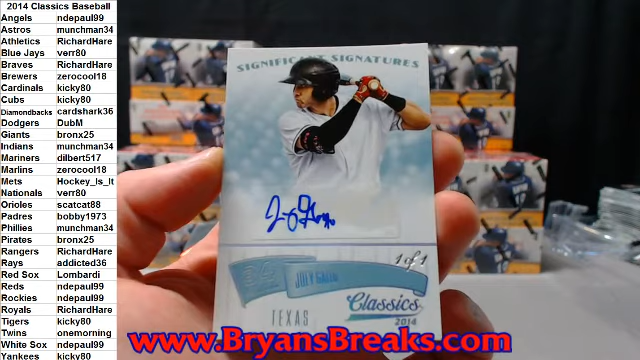 2014 Classics Baseball
Angels ndepaul99
Astros munchman34
Athletics RichardHare
Blue Jays verr80
Braves RichardHare
Brewers zerocool18
Cardinals kicky80
Cubs kicky80
Diamondbacks cardshark36
Dodgers DubM
Giants bronx25
Indians munchman34
Mariners dilbert517
Marlins zerocool18
Mets Hockey_Is_It
Nationals verr80
Orioles scatcat88
Padres bobby1973
Phillies munchman34
Pirates bronx25
Rangers RichardHare
Rays addicted36
Red Sox Lombardi
Reds ndepaul99
Rockies ndepaul99
Royals RichardHare
Tigers kicky80
Twins onemorning
White Sox ndepaul99
Yankees kicky80
SIGNIFICANT SIGNATURES
1 of 1
JOEY GALLO
TEXAS
Classics
2014
www.BryansBreaks.com